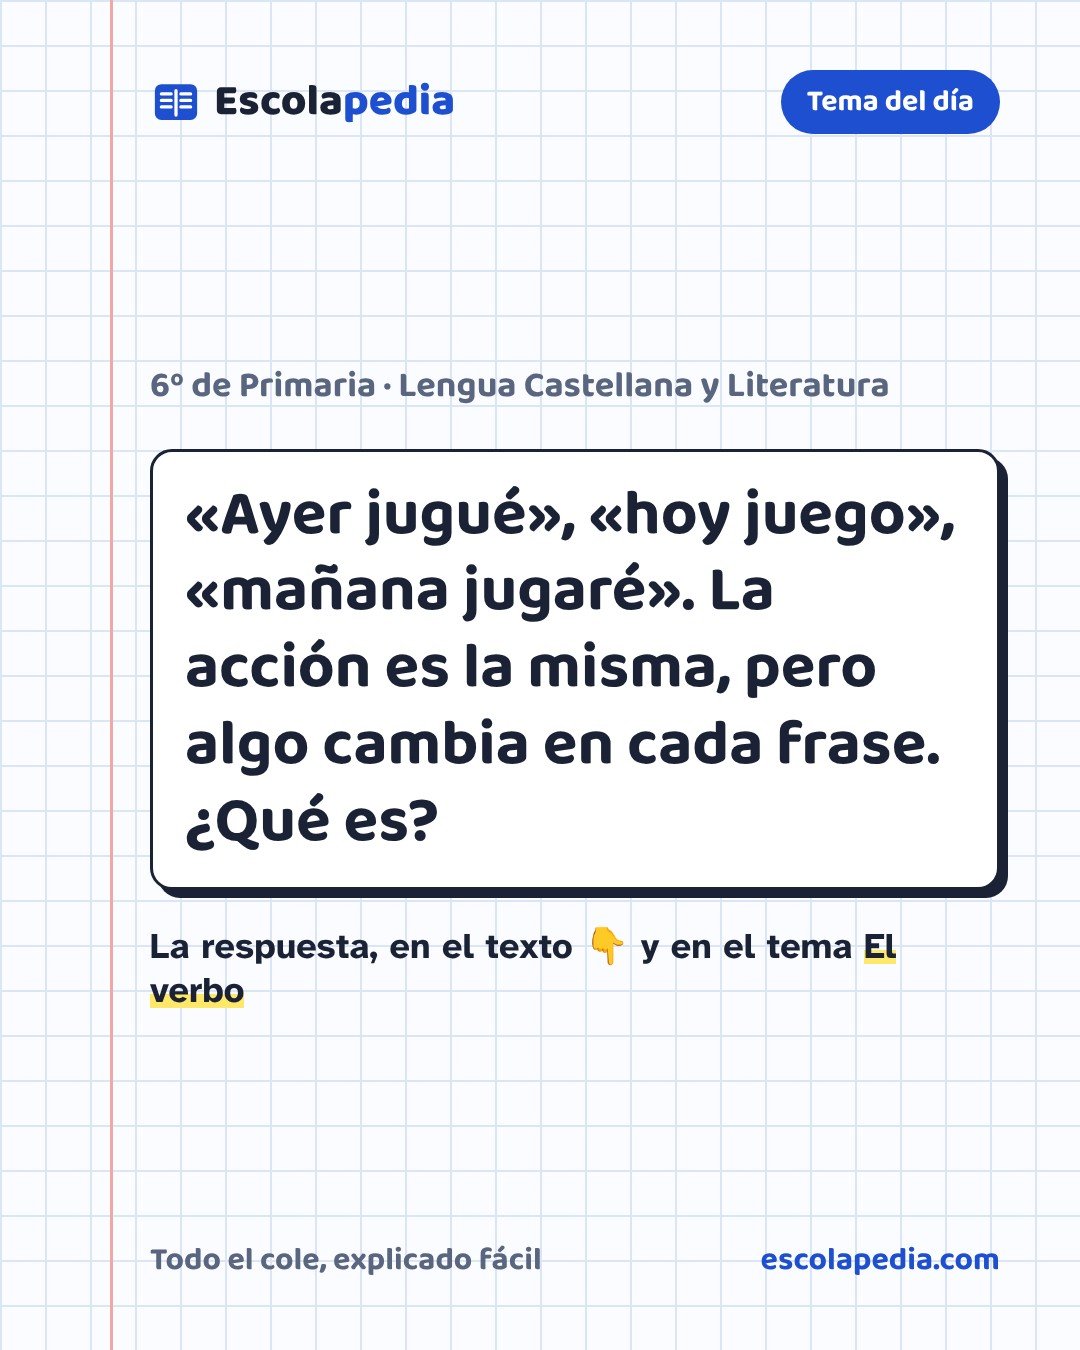 Escolapedia
Tema del día
6º de Primaria · Lengua Castellana y Literatura
«Ayer jugué», «hoy juego»,
«mañana jugaré». La
acción es la misma, pero
algo cambia en cada frase.
¿Qué es?
La respuesta, en el texto 👇 y en el tema El
verbo
Todo el cole, explicado fácil
escolapedia.com